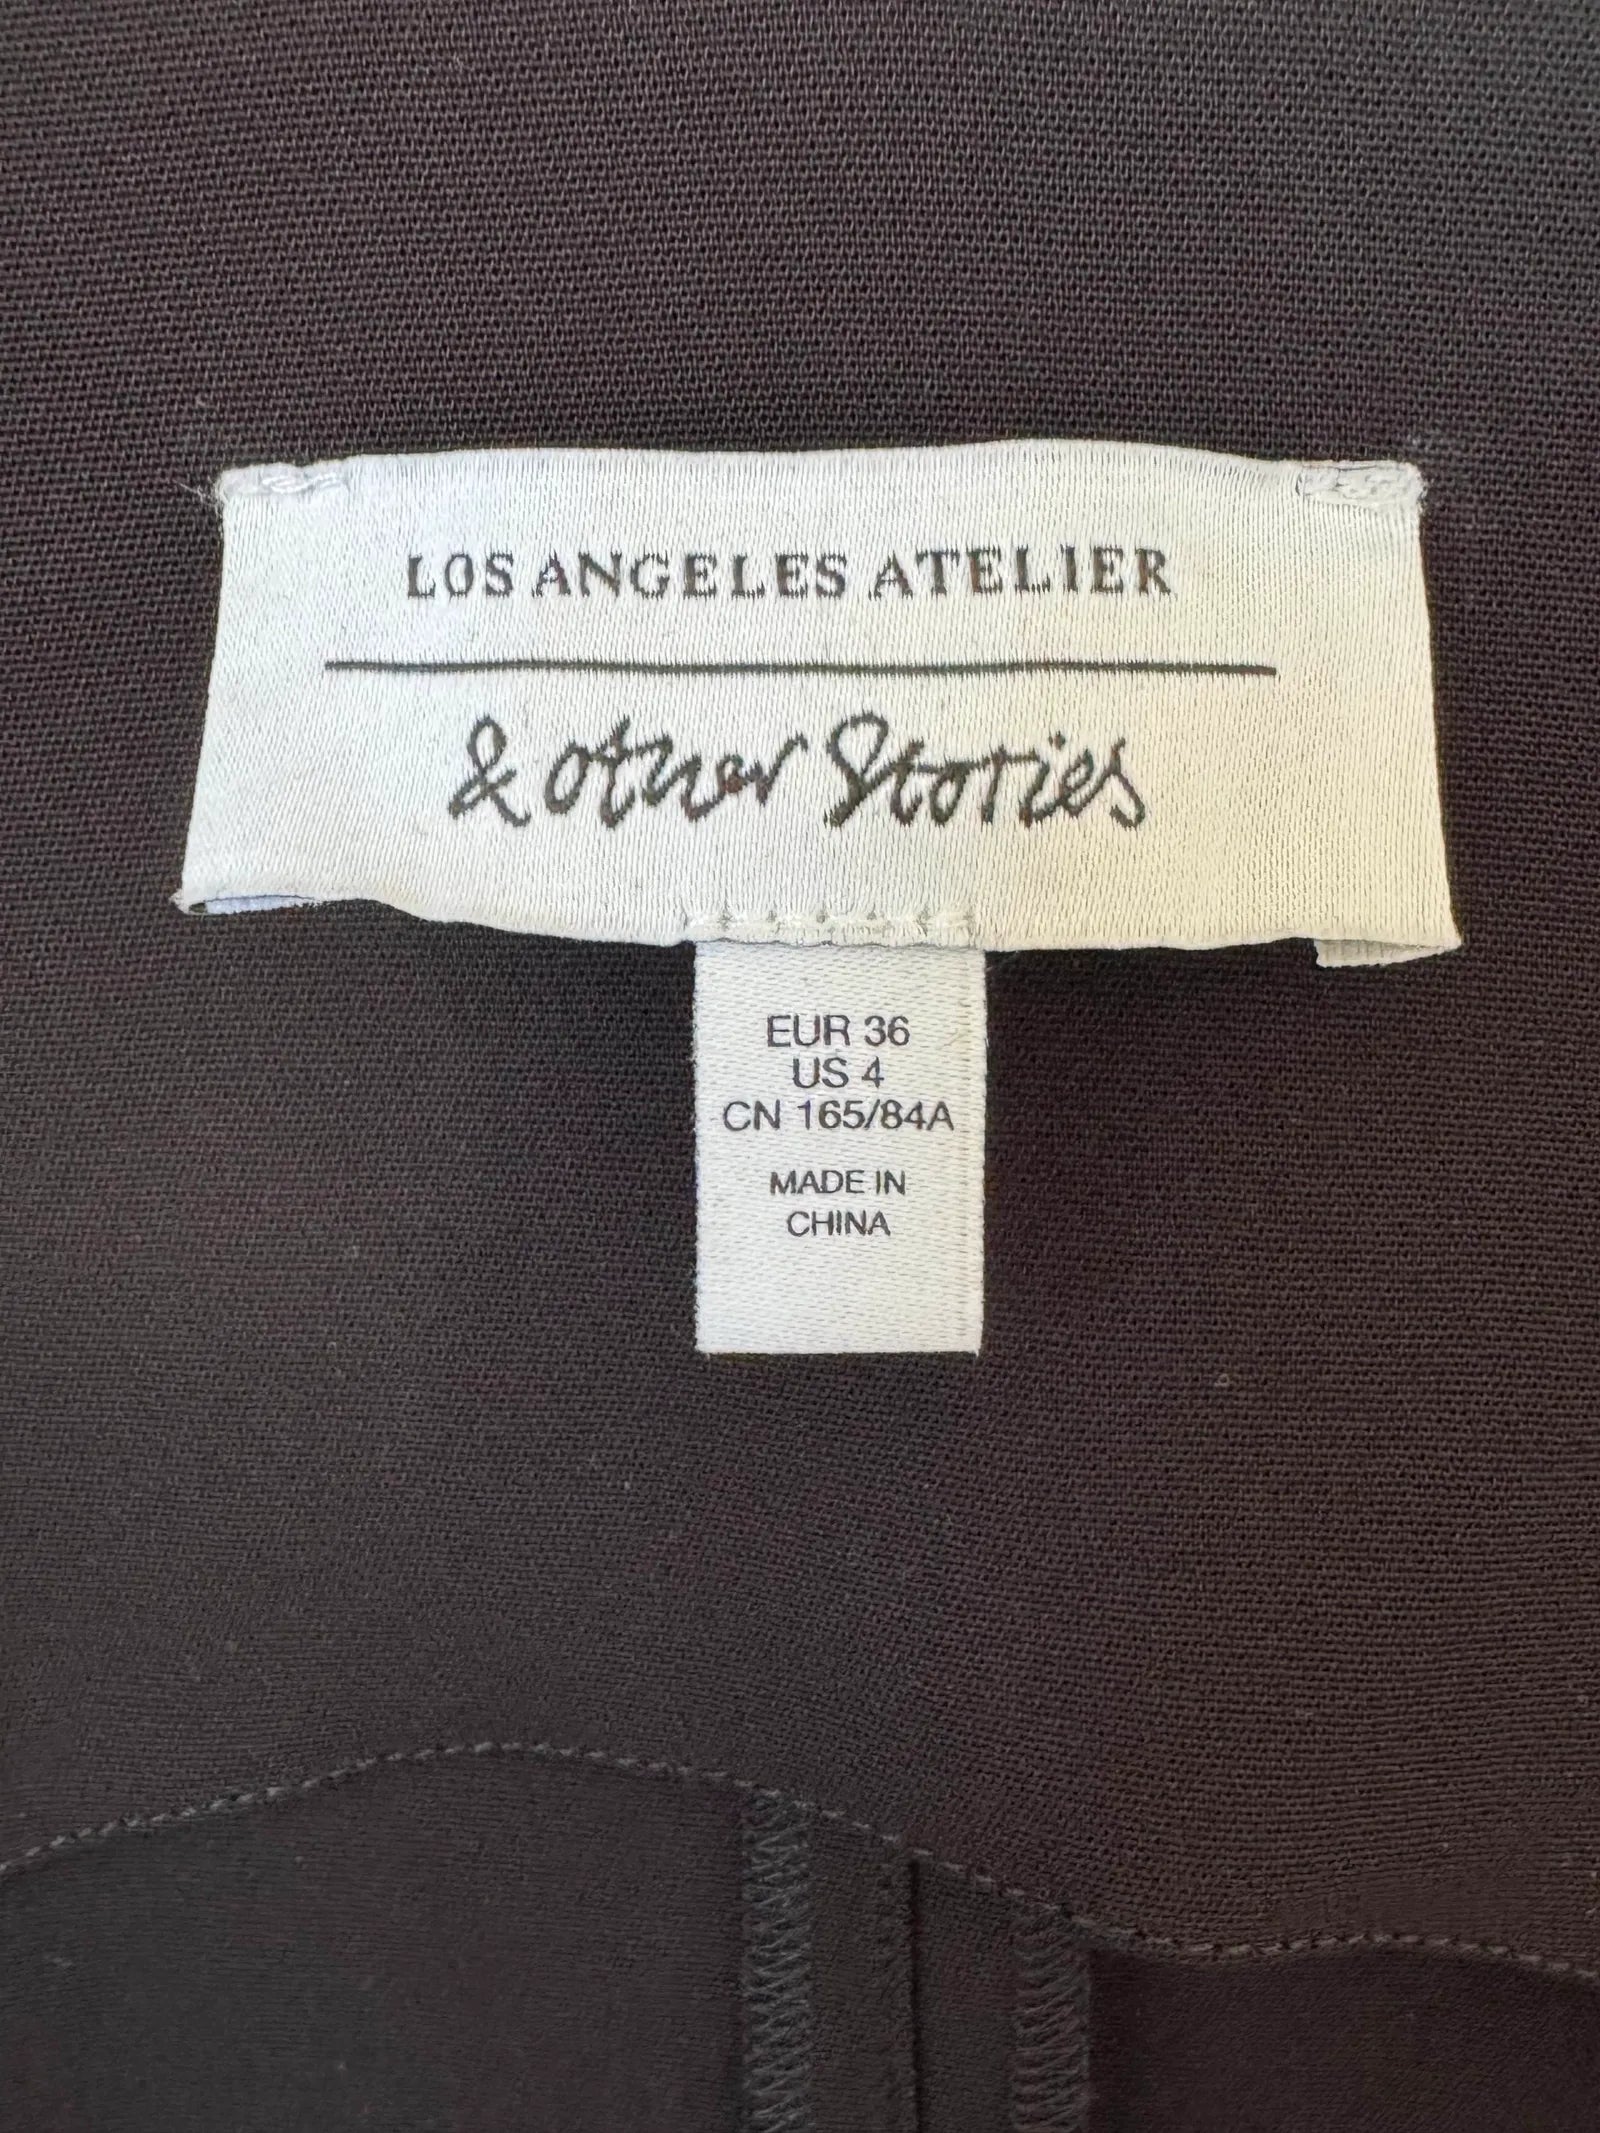 LOS ANGELES ATELIER
& other Stories
EUR 36
US 4
CN 165/84A
MADE IN
CHINA